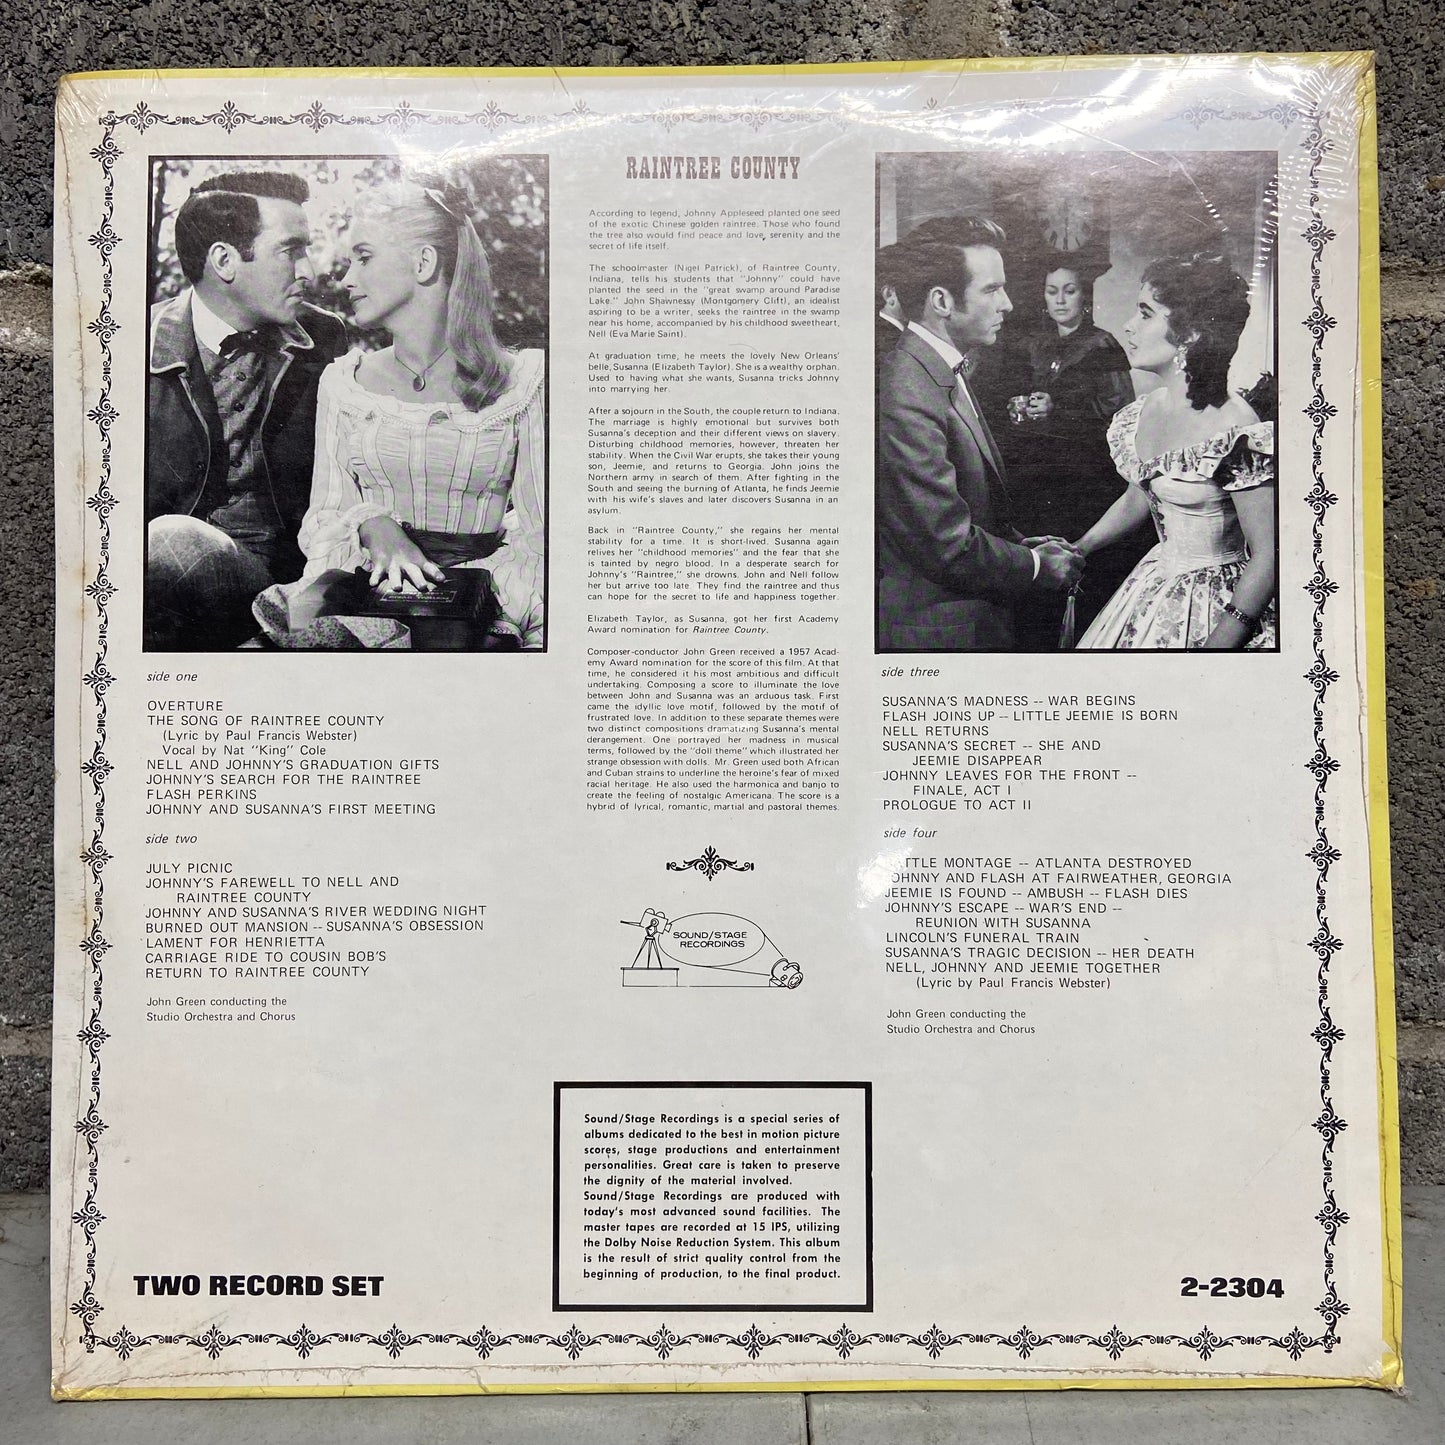 RAINTREE COUNTY
According to legend, Johnny Appleseed planted one seed
of the exotic Chinese golden raintree. Those who found
the tree also would find peace and love, serenity and the
secret of life itself.
The schoolmaster (Nigel Patrick), of Raintree County,
Indiana, tells his students that "Johnny" could have
planted the seed in the "great swamp around Paradise
Lake." John Shawnessy (Montgomery Clift), an idealist
aspiring to be a writer, seeks the raintree in the swamp
near his home, accompanied by his childhood sweetheart,
Nell (Eva Marie Saint).
At graduation time, he meets the lovely New Orleans'
belle, Susanna (Elizabeth Taylor). She is a wealthy orphan.
Used to having what she wants, Susanna tricks Johnny
into marrying her.
After a sojourn in the South, the couple return to Indiana.
The marriage is highly emotional but survives both
Susanna's deception and their different views on slavery.
Disturbing childhood memories, however, threaten her
stability. When the Civil War erupts, she takes their young
son, Jeemie, and returns to Georgia. John joins the
Northern army in search of them. After fighting in the
South and seeing the burning of Atlanta, he finds Jeemie
with his wife's slaves and later discovers Susanna in an
asylum.
Back in "Raintree County," she regains her mental
stability for a time. It is short-lived. Susanna again
relives her "childhood memories" and the fear that she
is tainted by negro blood. In a desperate search for
Johnny's "Raintree," she drowns. John and Nell follow
her but arrive too late. They find the raintree and thus
can hope for the secret to life and happiness together.
Elizabeth Taylor, as Susanna, got her first Academy
Award nomination for Raintree County.
Composer-conductor John Green received a 1957 Acad-
emy Award nomination for the score of this film. At that
time, he considered it his most ambitious and difficult
undertaking. Composing a score to illuminate the love
between John and Susanna was an arduous task. First
came the idyllic love motif, followed by the motif of
frustrated love. In addition to these separate themes were
two distinct compositions dramatizing Susanna's mental
derangement. One portrayed her madness in musical
terms, followed by the "doll theme" which illustrated her
strange obsession with dolls. Mr. Green used both African
and Cuban strains to underline the heroine's fear of mixed
racial heritage. He also used the harmonica and banjo to
create the feeling of nostalgic Americana. The score is a
hybrid of lyrical, romantic, martial and pastoral themes.
side one
OVERTURE
THE SONG OF RAINTREE COUNTY
(Lyric by Paul Francis Webster)
Vocal by Nat "King" Cole
NELL AND JOHNNY'S GRADUATION GIFTS
JOHNNY'S SEARCH FOR THE RAINTREE
FLASH PERKINS
JOHNNY AND SUSANNA'S FIRST MEETING
side two
JULY PICNIC
JOHNNY'S FAREWELL TO NELL AND
RAINTREE COUNTY
JOHNNY AND SUSANNA'S RIVER WEDDING NIGHT
BURNED OUT MANSION -- SUSANNA'S OBSESSION
LAMENT FOR HENRIETTA
CARRIAGE RIDE TO COUSIN BOB'S
RETURN TO RAINTREE COUNTY
John Green conducting the
Studio Orchestra and Chorus
side three
SUSANNA'S MADNESS -- WAR BEGINS
FLASH JOINS UP -- LITTLE JEEMIE IS BORN
NELL RETURNS
SUSANNA'S SECRET -- SHE AND
JEEMIE DISAPPEAR
JOHNNY LEAVES FOR THE FRONT --
FINALE, ACT I
PROLOGUE TO ACT II
side four
BATTLE MONTAGE -- ATLANTA DESTROYED
JOHNNY AND FLASH AT FAIRWEATHER, GEORGIA
JEEMIE IS FOUND -- AMBUSH -- FLASH DIES
JOHNNY'S ESCAPE -- WAR'S END --
REUNION WITH SUSANNA
LINCOLN'S FUNERAL TRAIN
SUSANNA'S TRAGIC DECISION -- HER DEATH
NELL, JOHNNY AND JEEMIE TOGETHER
(Lyric by Paul Francis Webster)
John Green conducting the
Studio Orchestra and Chorus
SOUND/STAGE
RECORDINGS
Sound/Stage Recordings is a special series of
albums dedicated to the best in motion picture
scores, stage productions and entertainment
personalities. Great care is taken to preserve
the dignity of the material involved.
Sound/Stage Recordings are produced with
today's most advanced sound facilities. The
master tapes are recorded at 15 IPS, utilizing
the Dolby Noise Reduction System. This album
is the result of strict quality control from the
beginning of production, to the final product.
TWO RECORD SET
2-2304